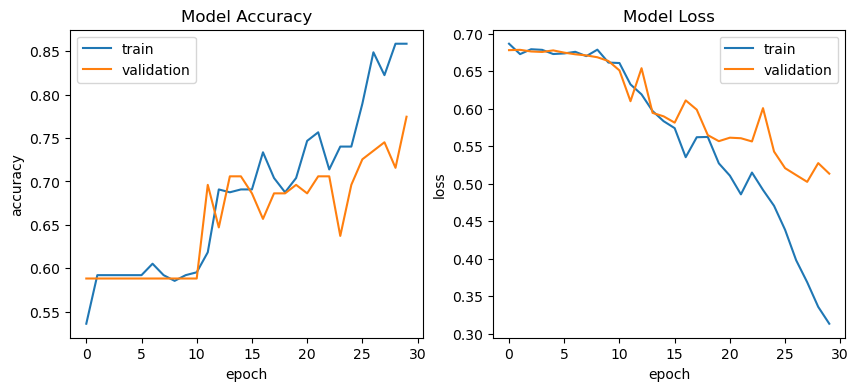 Model Accuracy
train
validation
accuracy
0.85
0.80
0.75
0.70
0.65
0.60
0.55
0 5 10 15 20 25 30
epoch
Model Loss
train
validation
loss
0.70
0.65
0.60
0.55
0.50
0.45
0.40
0.35
0.30
0 5 10 15 20 25 30
epoch